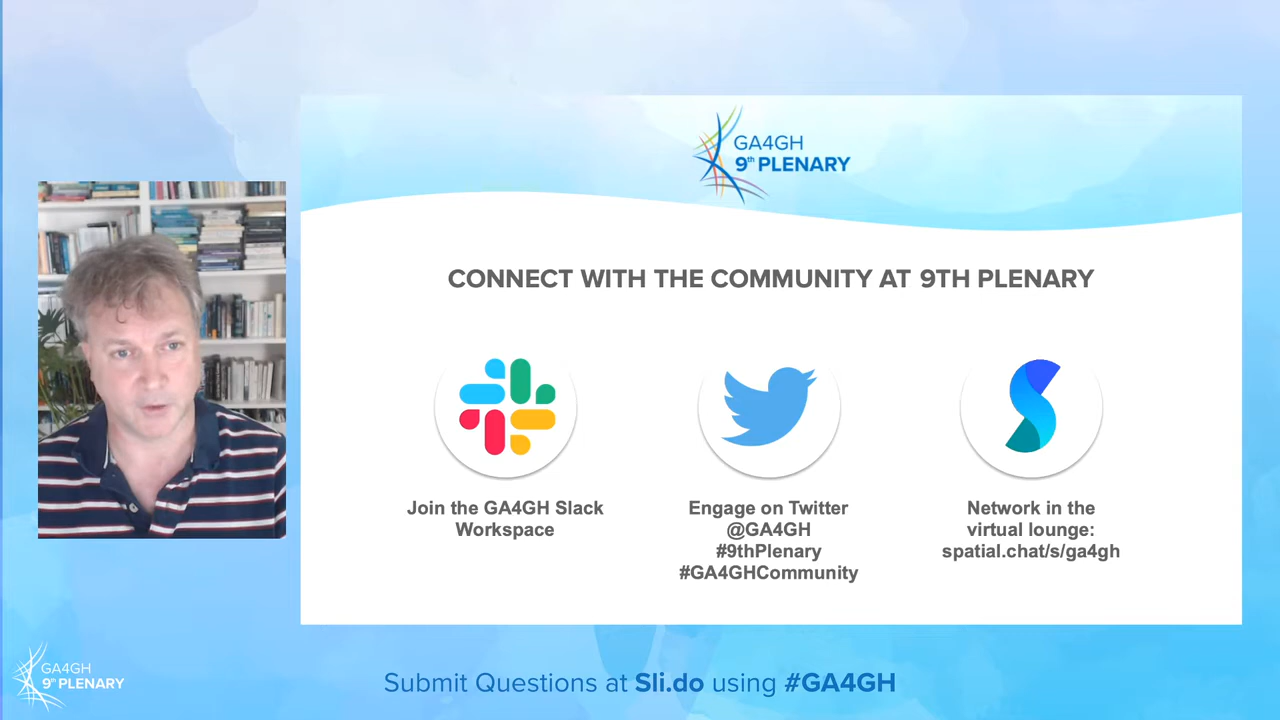 GA4GH
9th PLENARY
CONNECT WITH THE COMMUNITY AT 9TH PLENARY
Join the GA4GH Slack
Workspace
Engage on Twitter
@GA4GH
#9thPlenary
#GA4GHCommunity
Network in the
virtual lounge:
spatial.chat/s/ga4gh
GA4GH
9th PLENARY
Submit Questions at Sli.do using #GA4GH